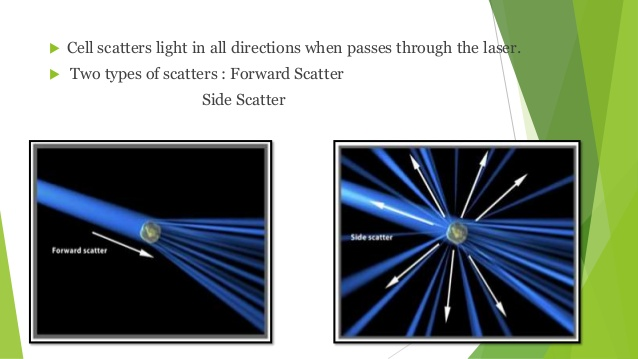 Cell scatters light in all directions when passes through the laser.
Two types of scatters : Forward Scatter
Side Scatter
Forward scatter
Side scatter